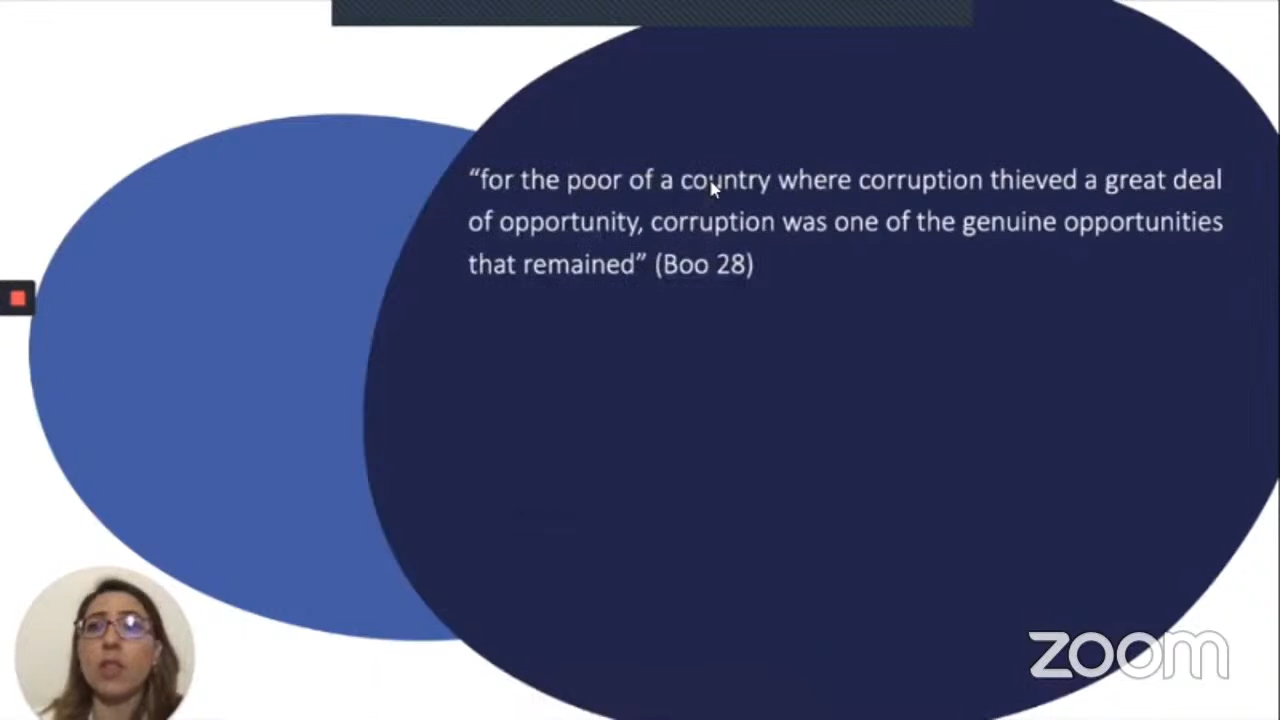 “for the poor of a country where corruption thieved a great deal
of opportunity, corruption was one of the genuine opportunities
that remained” (Boo 28)
zoom